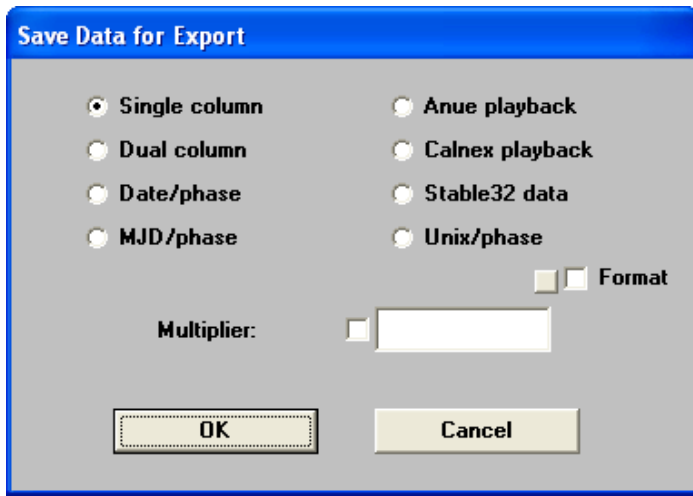 Save Data for Export
Single column
Anue playback
Dual column
Calnex playback
Date/phase
Stable32 data
MJD/phase
Unix/phase
Format
Multiplier:
OK
Cancel